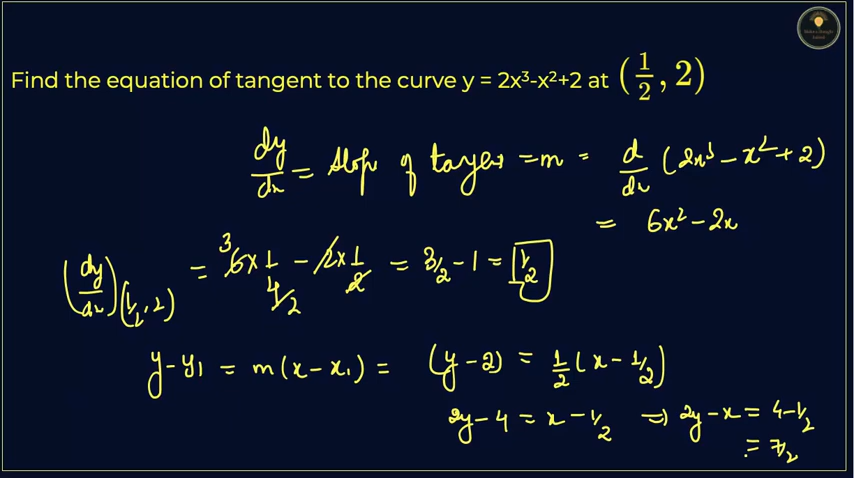 Find the equation of tangent to the curve y = 2x³-x²+2 at (1/2, 2)
dy/dx = slop of tangent = m = d/dx (2x³ - x² + 2)
= 6x² - 2x
(dy/dx)(1/2, 2) = 6 3 x 1/4 2 - 2 x 1/2 = 3/2 - 1 = 1/2
y - y₁ = m(x - x₁) = (y - 2) = 1/2 (x - 1/2)
2y - 4 = x - 1/2 ⇒ 2y - x = 4 - 1/2
= 7/2